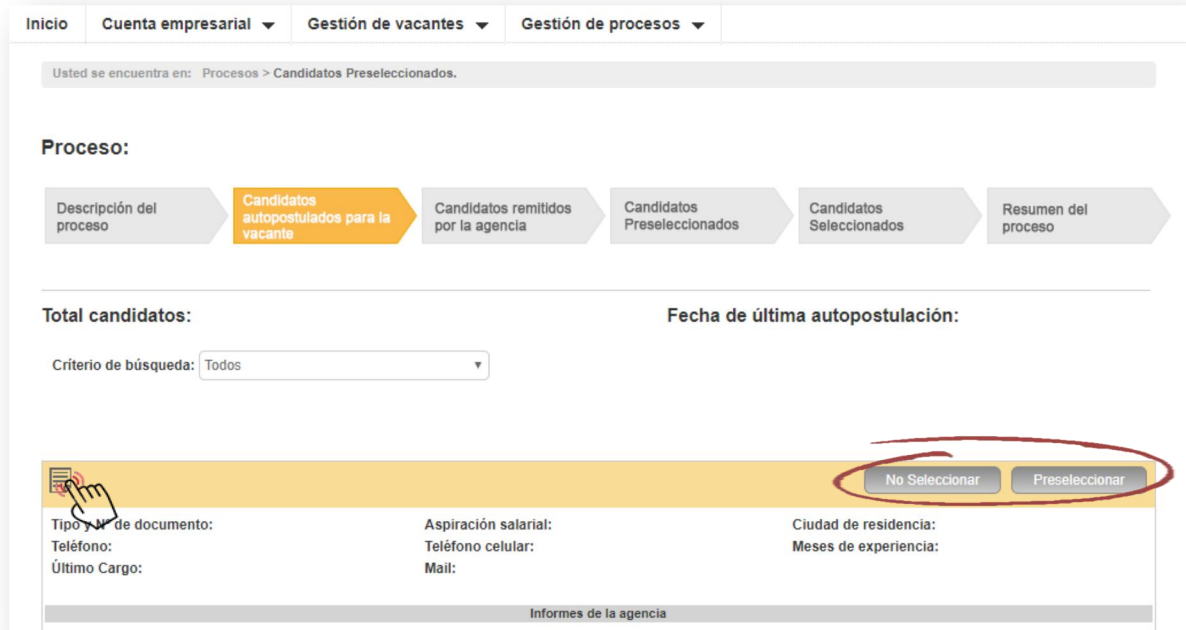 Inicio Cuenta empresarial Gestión de vacantes Gestión de procesos
Usted se encuentra en: Procesos > Candidatos Preseleccionados.
Proceso:
Descripción del
proceso
Candidatos
autopostulados para la
vacante
Candidatos remitidos
por la agencia
Candidatos
Preseleccionados
Candidatos
Seleccionados
Resumen del
proceso
Total candidatos: Fecha de última autopostulación:
Críterio de búsqueda: Todos
No Seleccionar Preseleccionar
Tipo y N° de documento: Aspiración salarial: Ciudad de residencia:
Teléfono: Teléfono celular: Meses de experiencia:
Último Cargo: Mail:
Informes de la agencia